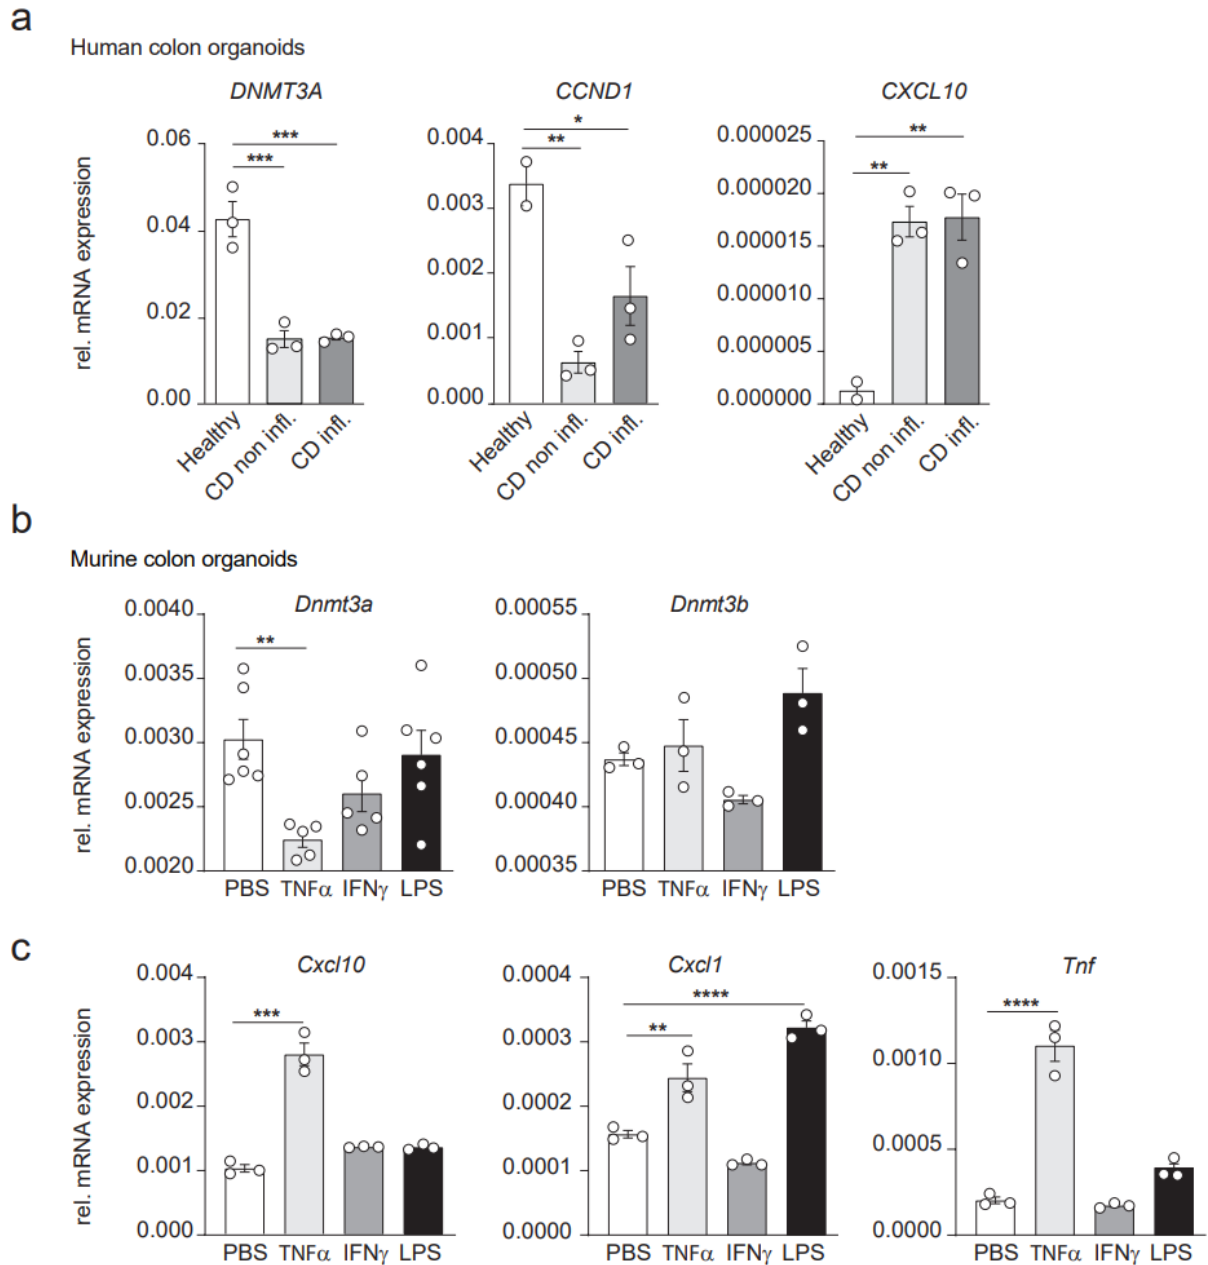 a
Human colon organoids
DNMT3A CCND1 CXCL10
rel. mRNA expression
0.06
0.04
0.02
0.00
***
***
Healthy
CD non infl.
CD infl.
0.004
0.003
0.002
0.001
0.000
*
**
Healthy
CD non infl.
CD infl.
0.000025
0.000020
0.000015
0.000010
0.000005
0.000000
**
**
Healthy
CD non infl.
CD infl.
b
Murine colon organoids
Dnmt3a Dnmt3b
rel. mRNA expression
0.0040
0.0035
0.0030
0.0025
0.0020
**
PBS TNFα IFNγ LPS
0.00055
0.00050
0.00045
0.00040
0.00035
PBS TNFα IFNγ LPS
c
Cxcl10 Cxcl1 Tnf
rel. mRNA expression
0.004
0.003
0.002
0.001
0.000
***
PBS TNFα IFNγ LPS
0.0004
0.0003
0.0002
0.0001
0.0000
****
**
PBS TNFα IFNγ LPS
0.0015
0.0010
0.0005
0.0000
****
PBS TNFα IFNγ LPS